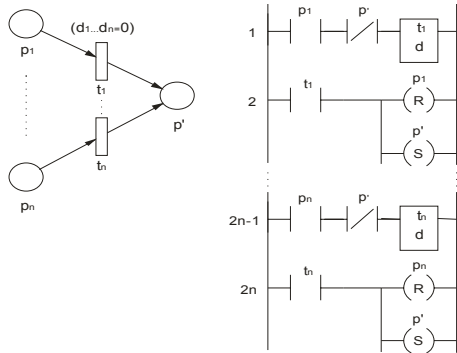 (d1...dn=0)
p1
t1
p'
tn
pn
1
p1
p'
t1
d
2
t1
p1
R
p'
S
2n-1
pn
p'
tn
d
2n
tn
pn
R
p'
S